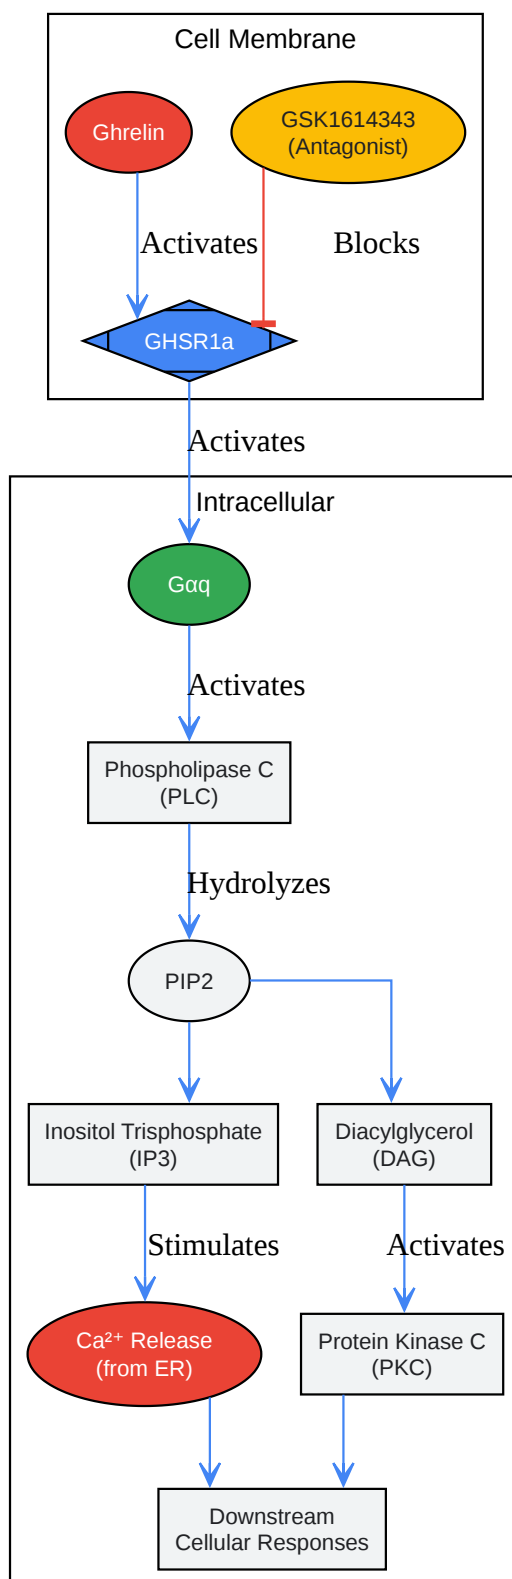 Cell Membrane
Ghrelin
GSK1614343
(Antagonist)
Activates
Blocks
GHSR1a
Activates
Intracellular
Gαq
Activates
Phospholipase C
(PLC)
Hydrolyzes
PIP2
Inositol Trisphosphate
(IP3)
Diacylglycerol
(DAG)
Stimulates
Activates
Ca²⁺ Release
(from ER)
Protein Kinase C
(PKC)
Downstream
Cellular Responses